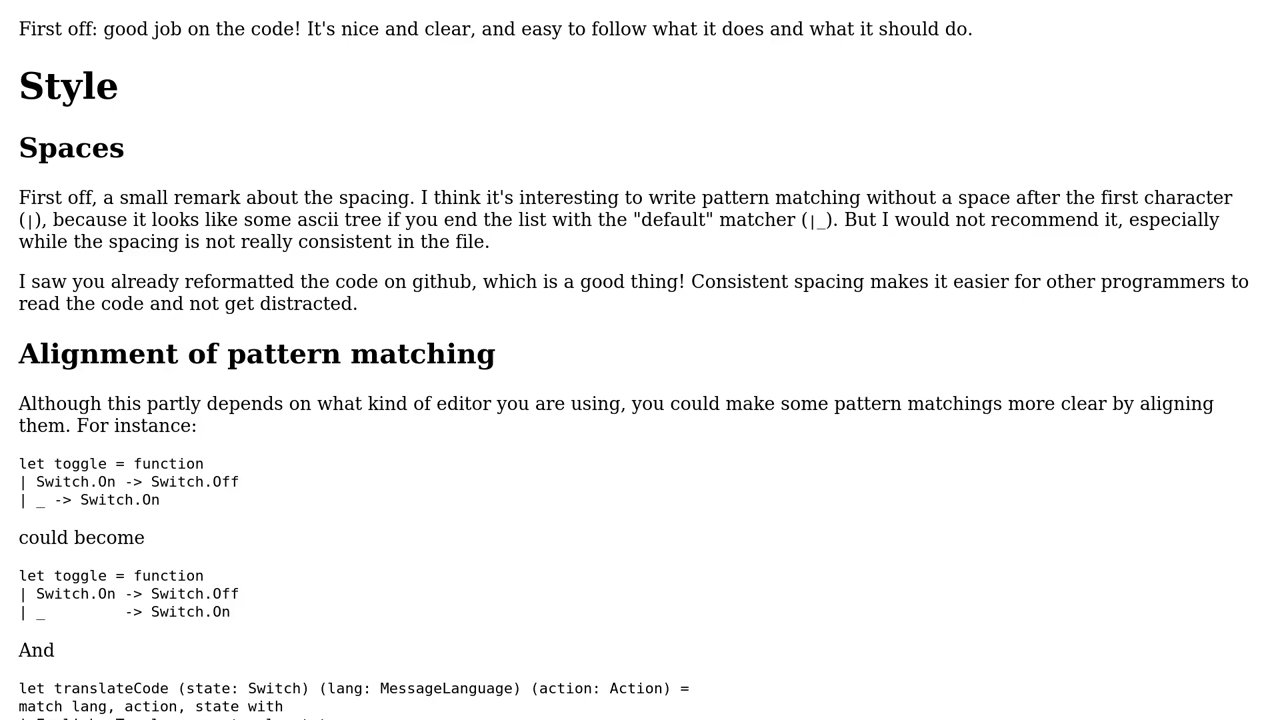 First off: good job on the code! It's nice and clear, and easy to follow what it does and what it should do.
Style
Spaces
First off, a small remark about the spacing. I think it's interesting to write pattern matching without a space after the first character
(|), because it looks like some ascii tree if you end the list with the "default" matcher (|_). But I would not recommend it, especially
while the spacing is not really consistent in the file.
I saw you already reformatted the code on github, which is a good thing! Consistent spacing makes it easier for other programmers to
read the code and not get distracted.
Alignment of pattern matching
Although this partly depends on what kind of editor you are using, you could make some pattern matchings more clear by aligning
them. For instance:
let toggle = function
| Switch.On -> Switch.Off
| _ -> Switch.On
could become
let toggle = function
| Switch.On -> Switch.Off
| _         -> Switch.On
And
let translateCode (state: Switch) (lang: MessageLanguage) (action: Action) =
match lang, action, state with